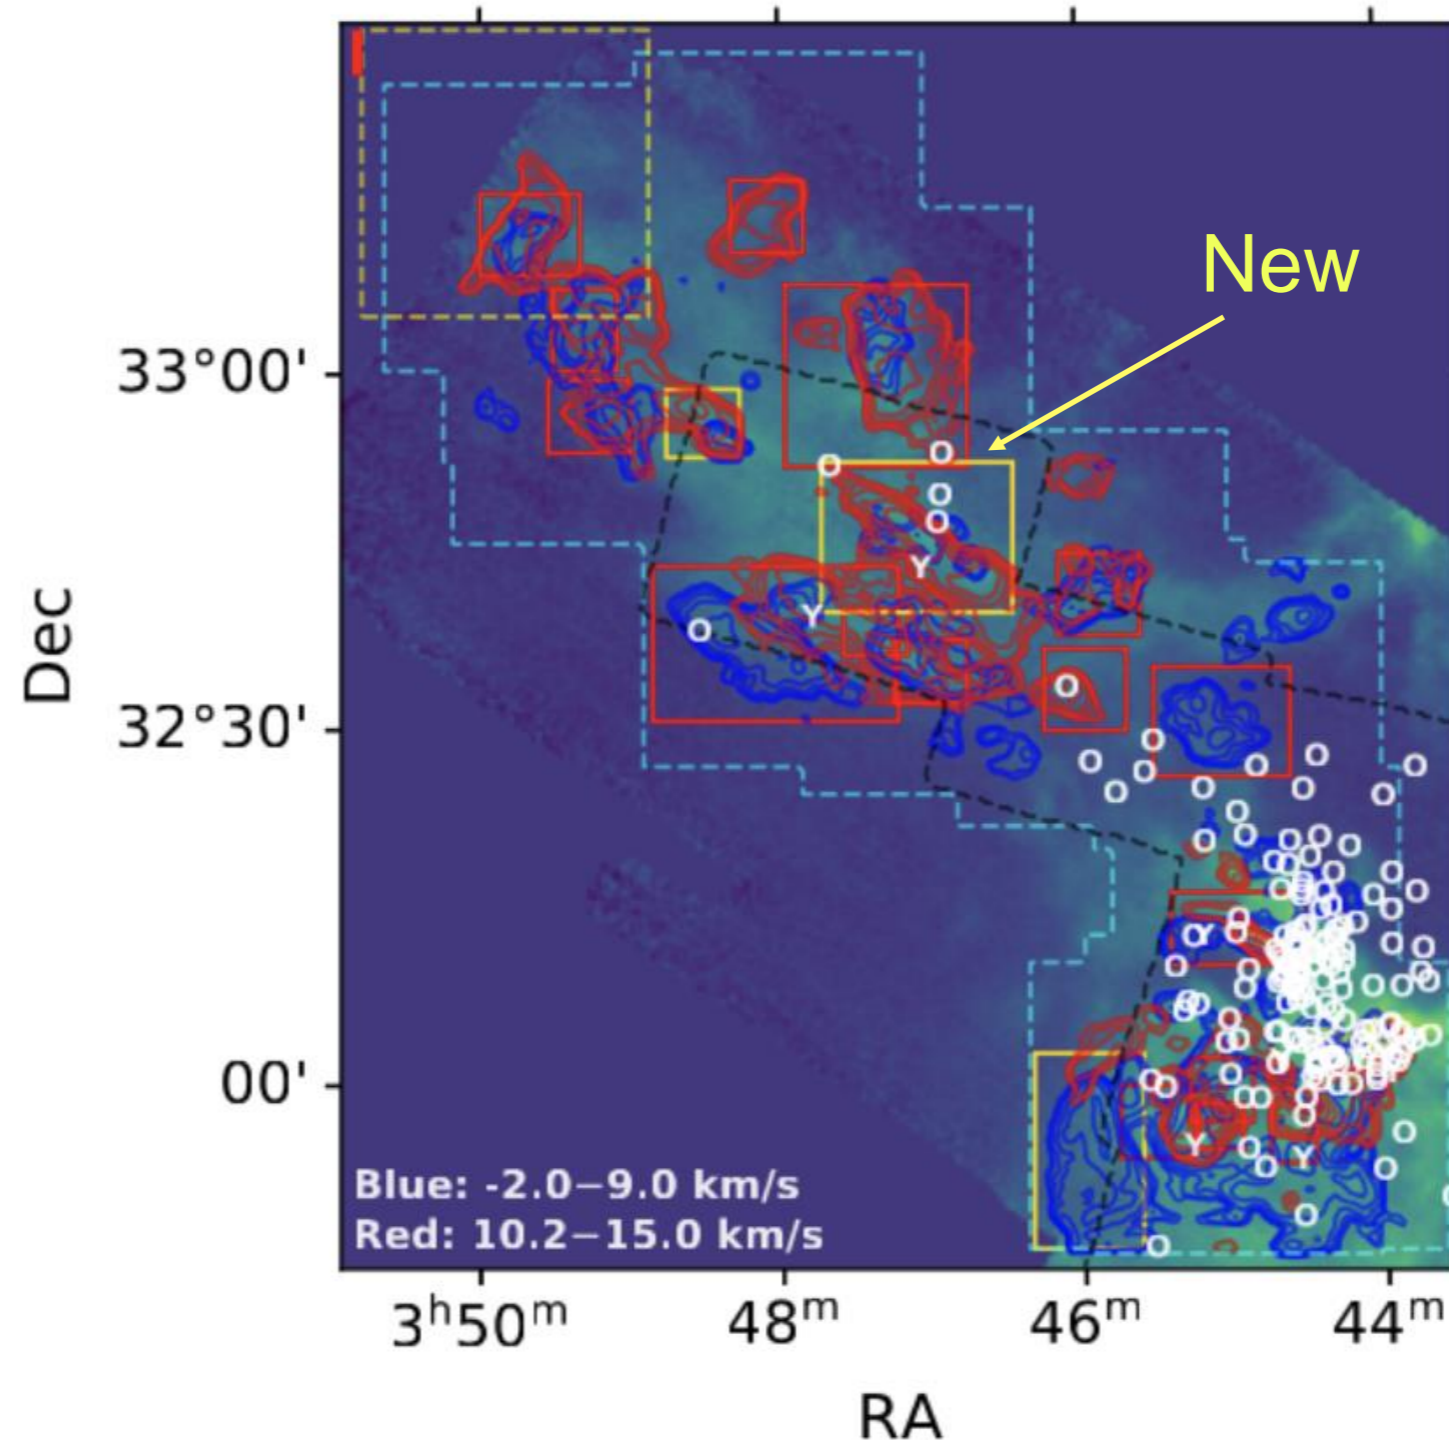 New
33°00'
32°30'
00'
Dec
Blue: -2.0−9.0 km/s
Red: 10.2−15.0 km/s
3ʰ50ᵐ 48ᵐ 46ᵐ 44ᵐ
RA